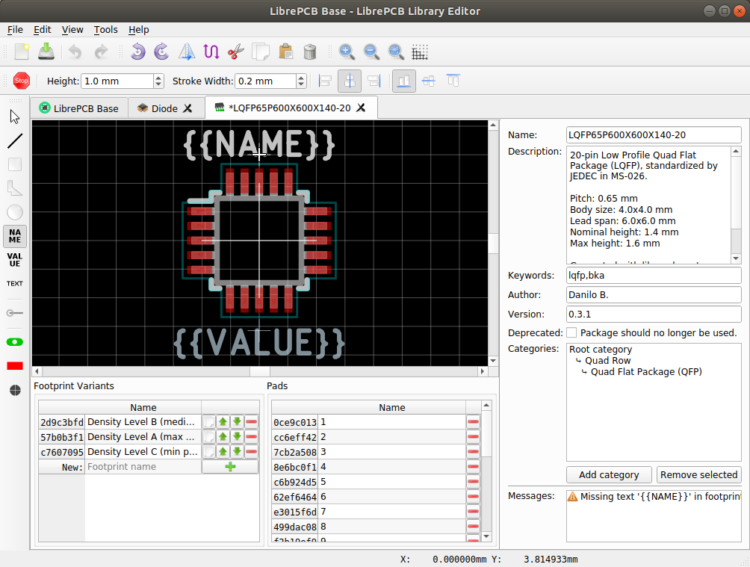 LibrePCB Base - LibrePCB Library Editor
File Edit View Tools Help
Stop Height: 1.0 mm Stroke Width: 0.2 mm
LibrePCB Base Diode *LQFP65P600X600X140-20
{{NAME}}
{{VALUE}}
NA
ME
VAL
UE
TEXT
Name: LQFP65P600X600X140-20
Description: 20-pin Low Profile Quad Flat
Package (LQFP), standardized by
JEDEC in MS-026.
Pitch: 0.65 mm
Body size: 4.0x4.0 mm
Lead span: 6.0x6.0 mm
Nominal height: 1.4 mm
Max height: 1.6 mm
Keywords: lqfp,bka
Author: Danilo B.
Version: 0.3.1
Deprecated: Package should no longer be used.
Categories: Root category
Quad Row
Quad Flat Package (QFP)
Add category Remove selected
Messages: Missing text '{{NAME}}' in footprin
Footprint Variants
Name
2d9c3bfd Density Level B (medi...
57b0b3f1 Density Level A (max ...
c7607095 Density Level C (min p...
New: Footprint name
Pads
Name
0ce9c013 1
cc6eff42 2
7cb2a508 3
8e6bc0f1 4
c6b924d5 5
62ef6464 6
e3015f6d 7
499dac08 8
X: 0.000000mm Y: 3.814933mm